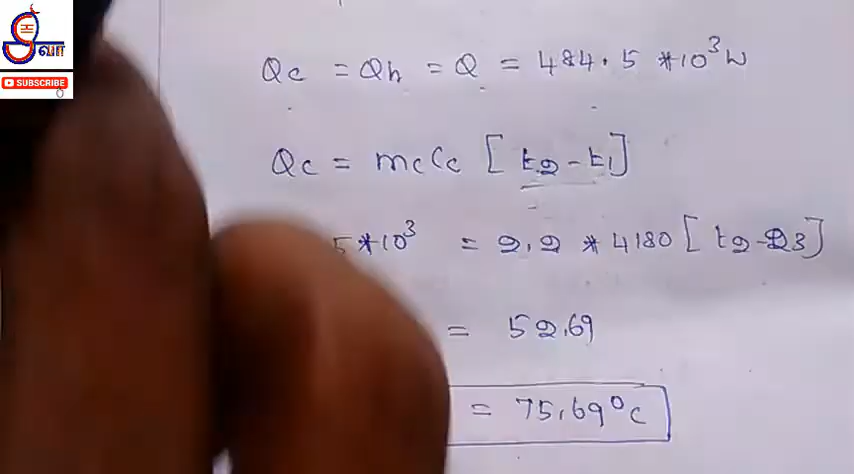 சிவா
SUBSCRIBE
Qc = Qh = Q = 484.5 *10³ W
Qc = mcCc [t2-t1]
5*10³ = 2.2 * 4180 [t2-23]
= 52.69
= 75.69°c